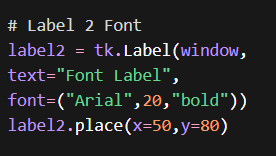 # Label 2 Font
label2 = tk.Label(window,
text="Font Label",
font=("Arial",20,"bold"))
label2.place(x=50,y=80)